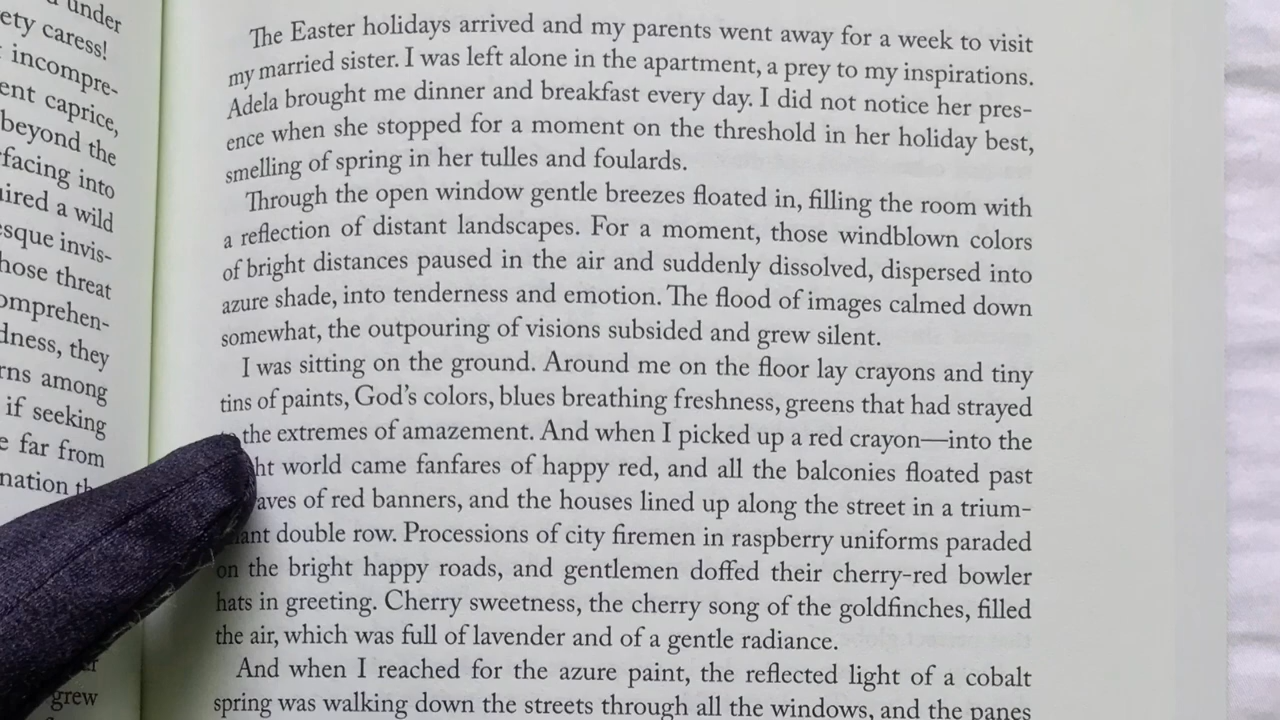 under
ety caress!
incompre-
ent caprice,
beyond the
facing into
ired a wild
sque invis-
hose threat
omprehen-
dness, they
rns among
if seeking
e far from
nation
grew
The Easter holidays arrived and my parents went away for a week to visit
my married sister. I was left alone in the apartment, a prey to my inspirations.
Adela brought me dinner and breakfast every day. I did not notice her pres-
ence when she stopped for a moment on the threshold in her holiday best,
smelling of spring in her tulles and foulards.
Through the open window gentle breezes floated in, filling the room with
a reflection of distant landscapes. For a moment, those windblown colors
of bright distances paused in the air and suddenly dissolved, dispersed into
azure shade, into tenderness and emotion. The flood of images calmed down
somewhat, the outpouring of visions subsided and grew silent.
I was sitting on the ground. Around me on the floor lay crayons and tiny
tins of paints, God's colors, blues breathing freshness, greens that had strayed
the extremes of amazement. And when I picked up a red crayon—into the
ht world came fanfares of happy red, and all the balconies floated past
aves of red banners, and the houses lined up along the street in a trium-
ant double row. Processions of city firemen in raspberry uniforms paraded
on the bright happy roads, and gentlemen doffed their cherry-red bowler
hats in greeting. Cherry sweetness, the cherry song of the goldfinches, filled
the air, which was full of lavender and of a gentle radiance.
And when I reached for the azure paint, the reflected light of a cobalt
spring was walking down the streets through all the windows, and the panes